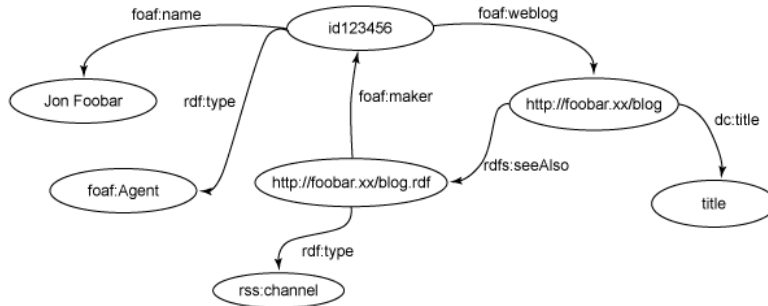 foaf:name
id123456
foaf:weblog
Jon Foobar
rdf:type
foaf:maker
http://foobar.xx/blog
dc:title
rdfs:seeAlso
foaf:Agent
http://foobar.xx/blog.rdf
title
rdf:type
rss:channel